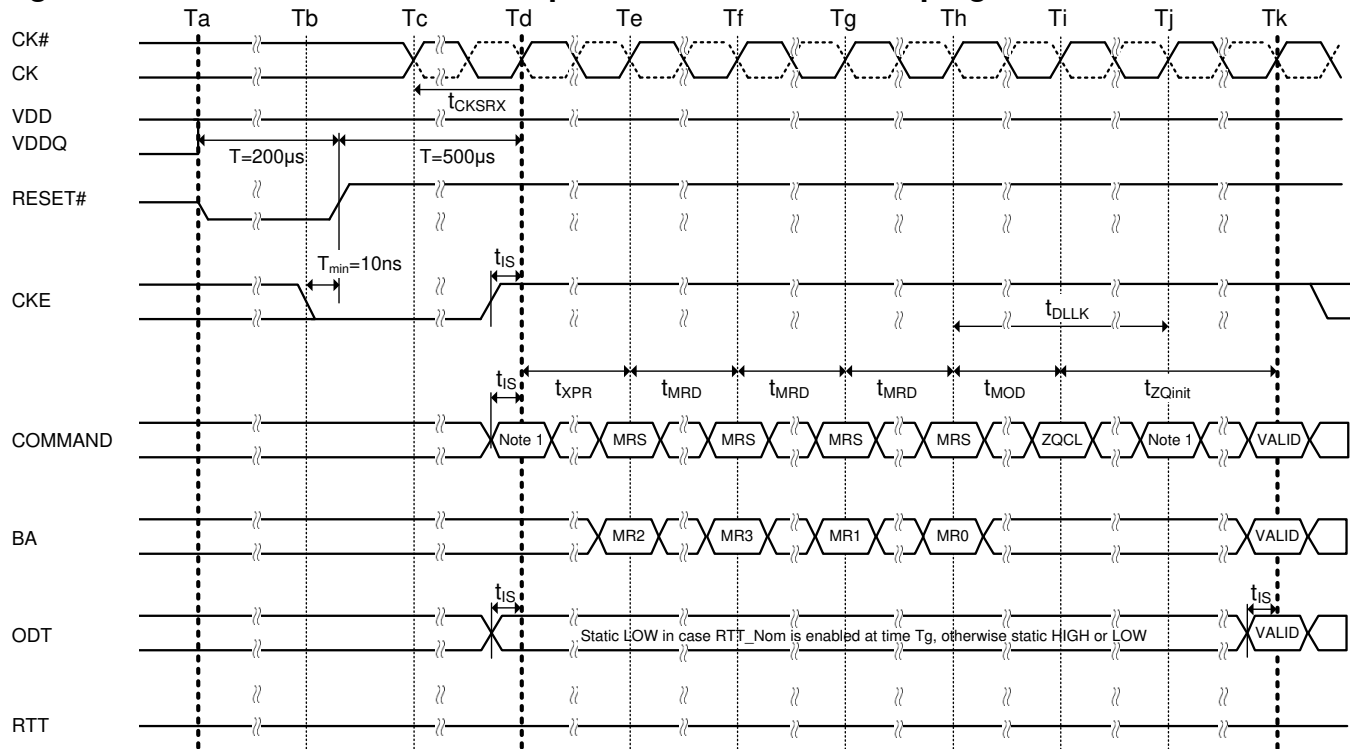 Ta Tb Tc Td Te Tf Tg Th Ti Tj Tk
CK#
CK
tCKSRX
VDD
VDDQ
T=200µs T=500µs
RESET#
Tmin=10ns tIS
CKE
tDLLK
tIS tXPR tMRD tMRD tMRD tMOD tZQinit
COMMAND Note 1 MRS MRS MRS MRS ZQCL Note 1 VALID
BA MR2 MR3 MR1 MR0 VALID
tIS tIS
ODT Static LOW in case RTT_Nom is enabled at time Tg, otherwise static HIGH or LOW VALID
RTT